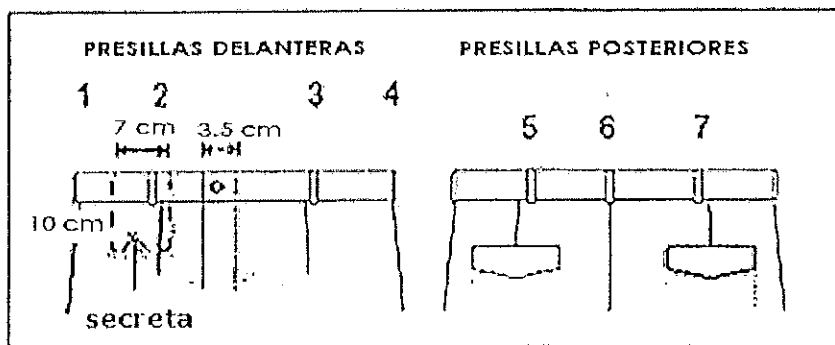 PRESILLAS DELANTERAS
PRESILLAS POSTERIORES
1 2 3 4
5 6 7
7 cm
3.5 cm
10 cm
secreta